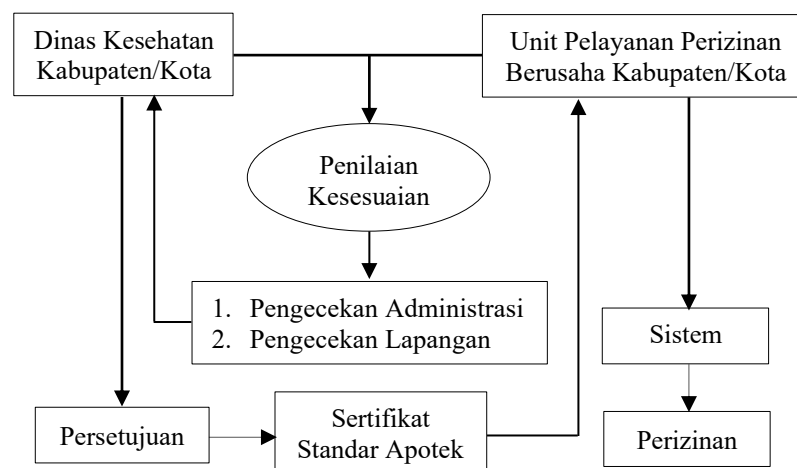 Dinas Kesehatan
Kabupaten/Kota
Unit Pelayanan Perizinan
Berusaha Kabupaten/Kota
Penilaian
Kesesuaian
1. Pengecekan Administrasi
2. Pengecekan Lapangan
Sistem
Persetujuan
Sertifikat
Standar Apotek
Perizinan